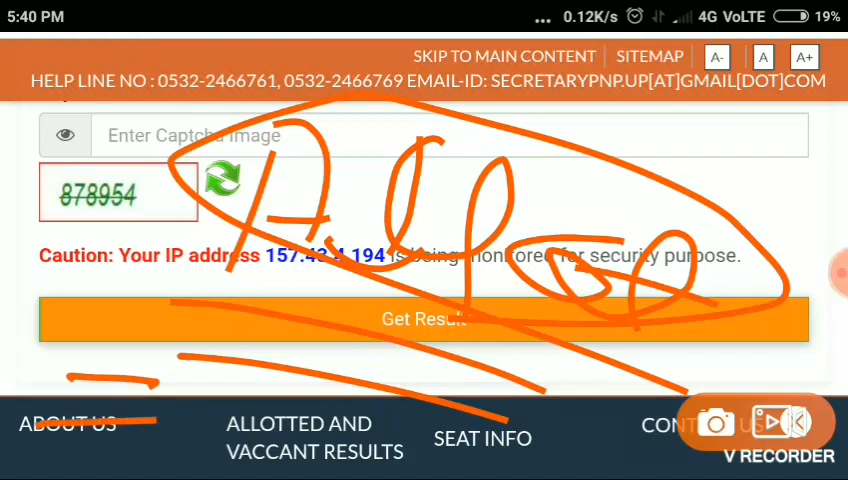 5:40 PM ... 0.12K/s 4G VoLTE 19%
SKIP TO MAIN CONTENT SITEMAP A- A A+
HELP LINE NO : 0532-2466761, 0532-2466769 EMAIL-ID: SECRETARYPNP.UP[AT]GMAIL[DOT]COM
Enter Captcha Image
878954
Caution: Your IP address is being monitored for security purpose.
Get Result
ABOUT US
ALLOTTED AND
VACCANT RESULTS
SEAT INFO
V RECORDER